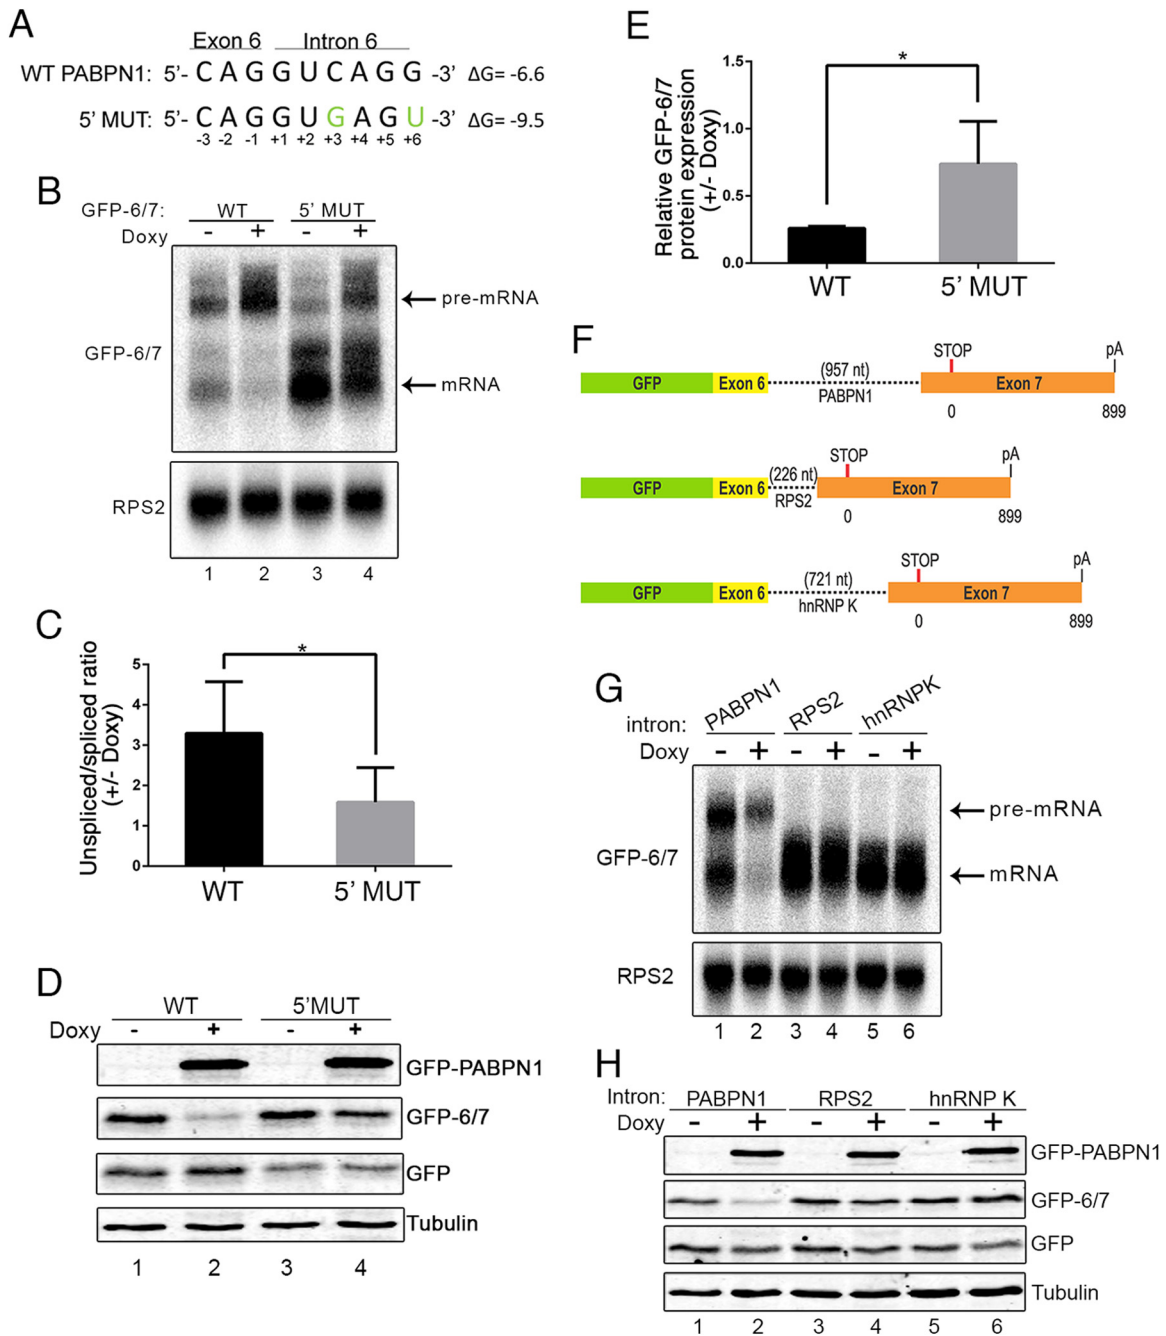 A
Exon 6 Intron 6
WT PABPN1: 5'- C A G G U C A G G -3' ΔG= -6.6
5' MUT: 5'- C A G G U G A G U -3' ΔG= -9.5
-3 -2 -1 +1 +2 +3 +4 +5 +6
B
GFP-6/7: WT 5' MUT
Doxy - + - +
pre-mRNA
GFP-6/7
mRNA
RPS2
1 2 3 4
C
Unspliced/spliced ratio
(+/- Doxy)
5
4
3
2
1
0
*
WT 5' MUT
D
WT 5'MUT
Doxy - + - +
GFP-PABPN1
GFP-6/7
GFP
Tubulin
1 2 3 4
E
Relative GFP-6/7
protein expression
(+/- Doxy)
1.5
1.0
0.5
0.0
*
WT 5' MUT
F
STOP pA
(957 nt)
GFP Exon 6 Exon 7
PABPN1
0 899
STOP pA
(226 nt)
GFP Exon 6 Exon 7
RPS2
0 899
STOP pA
(721 nt)
GFP Exon 6 Exon 7
hnRNP K
0 899
G
intron: PABPN1 RPS2 hnRNPK
Doxy - + - + - +
pre-mRNA
GFP-6/7
mRNA
RPS2
1 2 3 4 5 6
H
Intron: PABPN1 RPS2 hnRNP K
Doxy - + - + - +
GFP-PABPN1
GFP-6/7
GFP
Tubulin
1 2 3 4 5 6